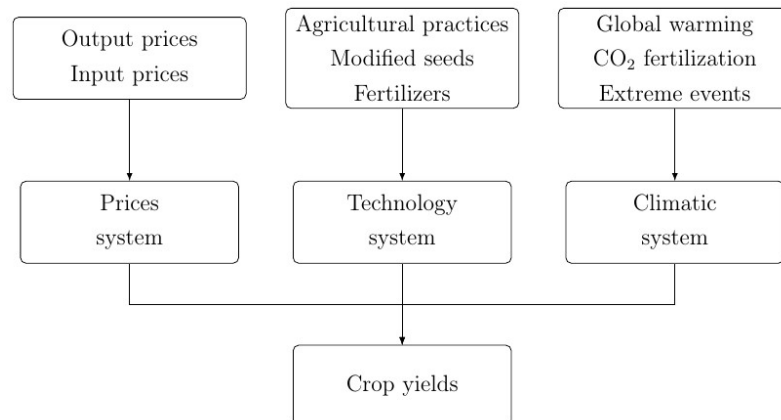 Output prices
Input prices
Agricultural practices
Modified seeds
Fertilizers
Global warming
CO₂ fertilization
Extreme events
Prices
system
Technology
system
Climatic
system
Crop yields